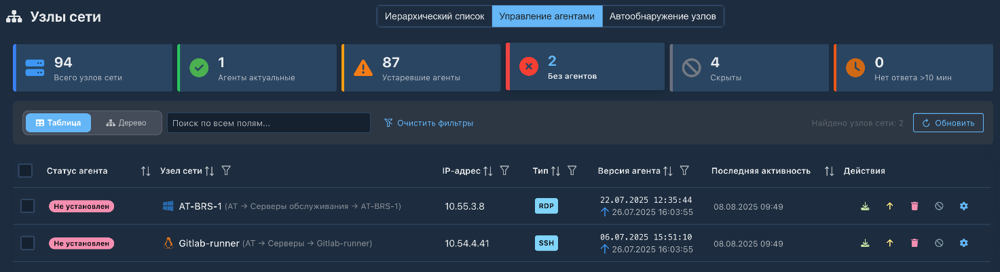 Узлы сети
Иерархический список Управление агентами Автообнаружение узлов
94
Всего узлов сети
1
Агенты актуальные
87
Устаревшие агенты
2
Без агентов
4
Скрыты
0
Нет ответа >10 мин
Таблица Дерево Поиск по всем полям... Очистить фильтры Найдено узлов сети: 2 Обновить
Статус агента Узел сети IP-адрес Тип Версия агента Последняя активность Действия
Не установлен AT-BRS-1 (AT → Серверы обслуживания → AT-BRS-1) 10.55.3.8 RDP 22.07.2025 12:35:44 08.08.2025 09:49
26.07.2025 16:03:55
Не установлен Gitlab-runner (AT → Серверы → Gitlab-runner) 10.54.4.41 SSH 06.07.2025 15:51:10 08.08.2025 09:49
26.07.2025 16:03:55